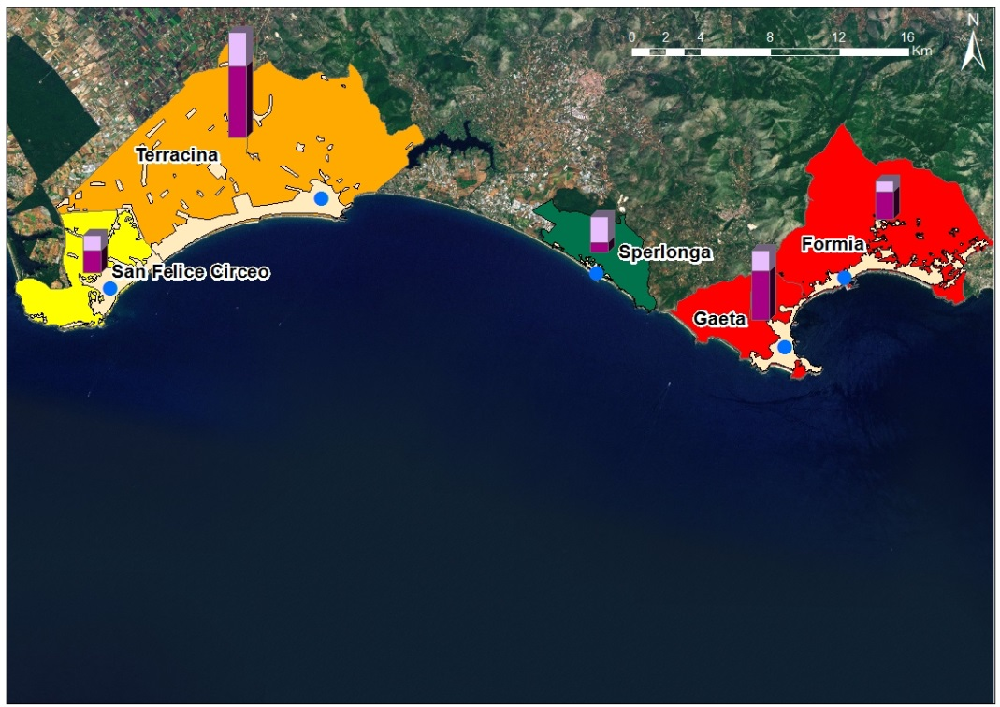 N
0 2 4 8 12 16
Km
Terracina
San Felice Circeo
Sperlonga
Formia
Gaeta